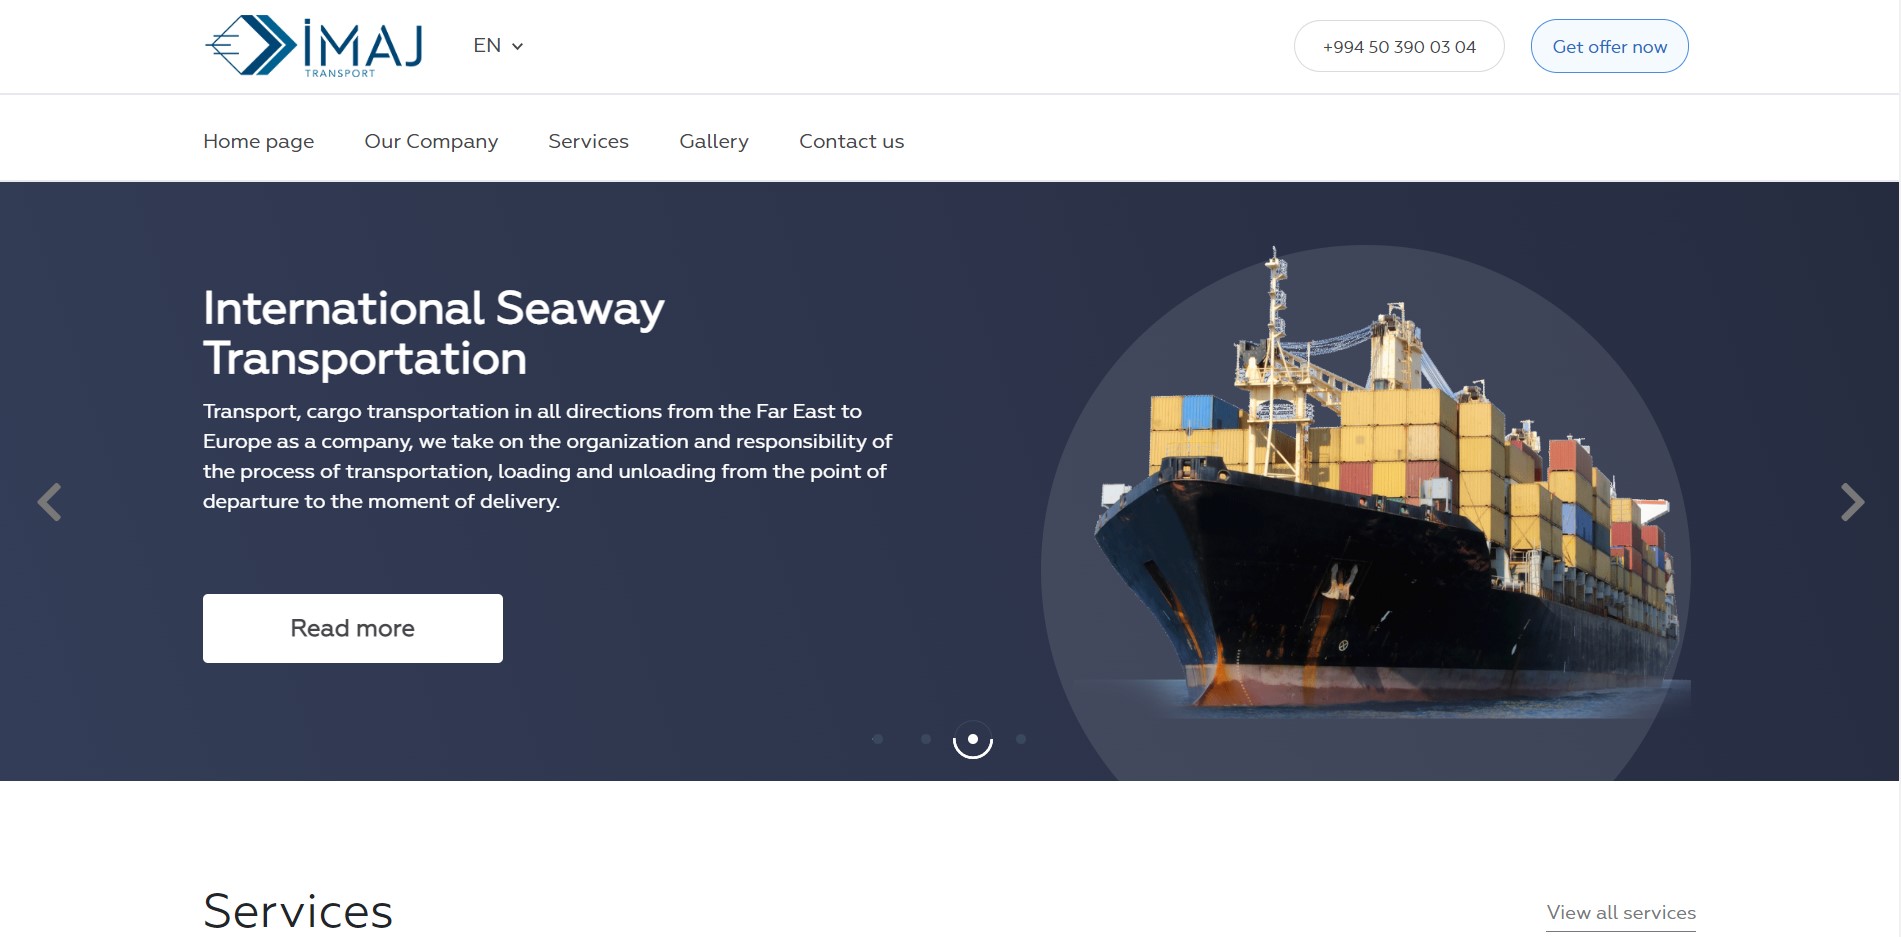 İMAJ
TRANSPORT
EN
+994 50 390 03 04
Get offer now
Home page
Our Company
Services
Gallery
Contact us
International Seaway
Transportation
Transport, cargo transportation in all directions from the Far East to
Europe as a company, we take on the organization and responsibility of
the process of transportation, loading and unloading from the point of
departure to the moment of delivery.
Read more
Services
View all services